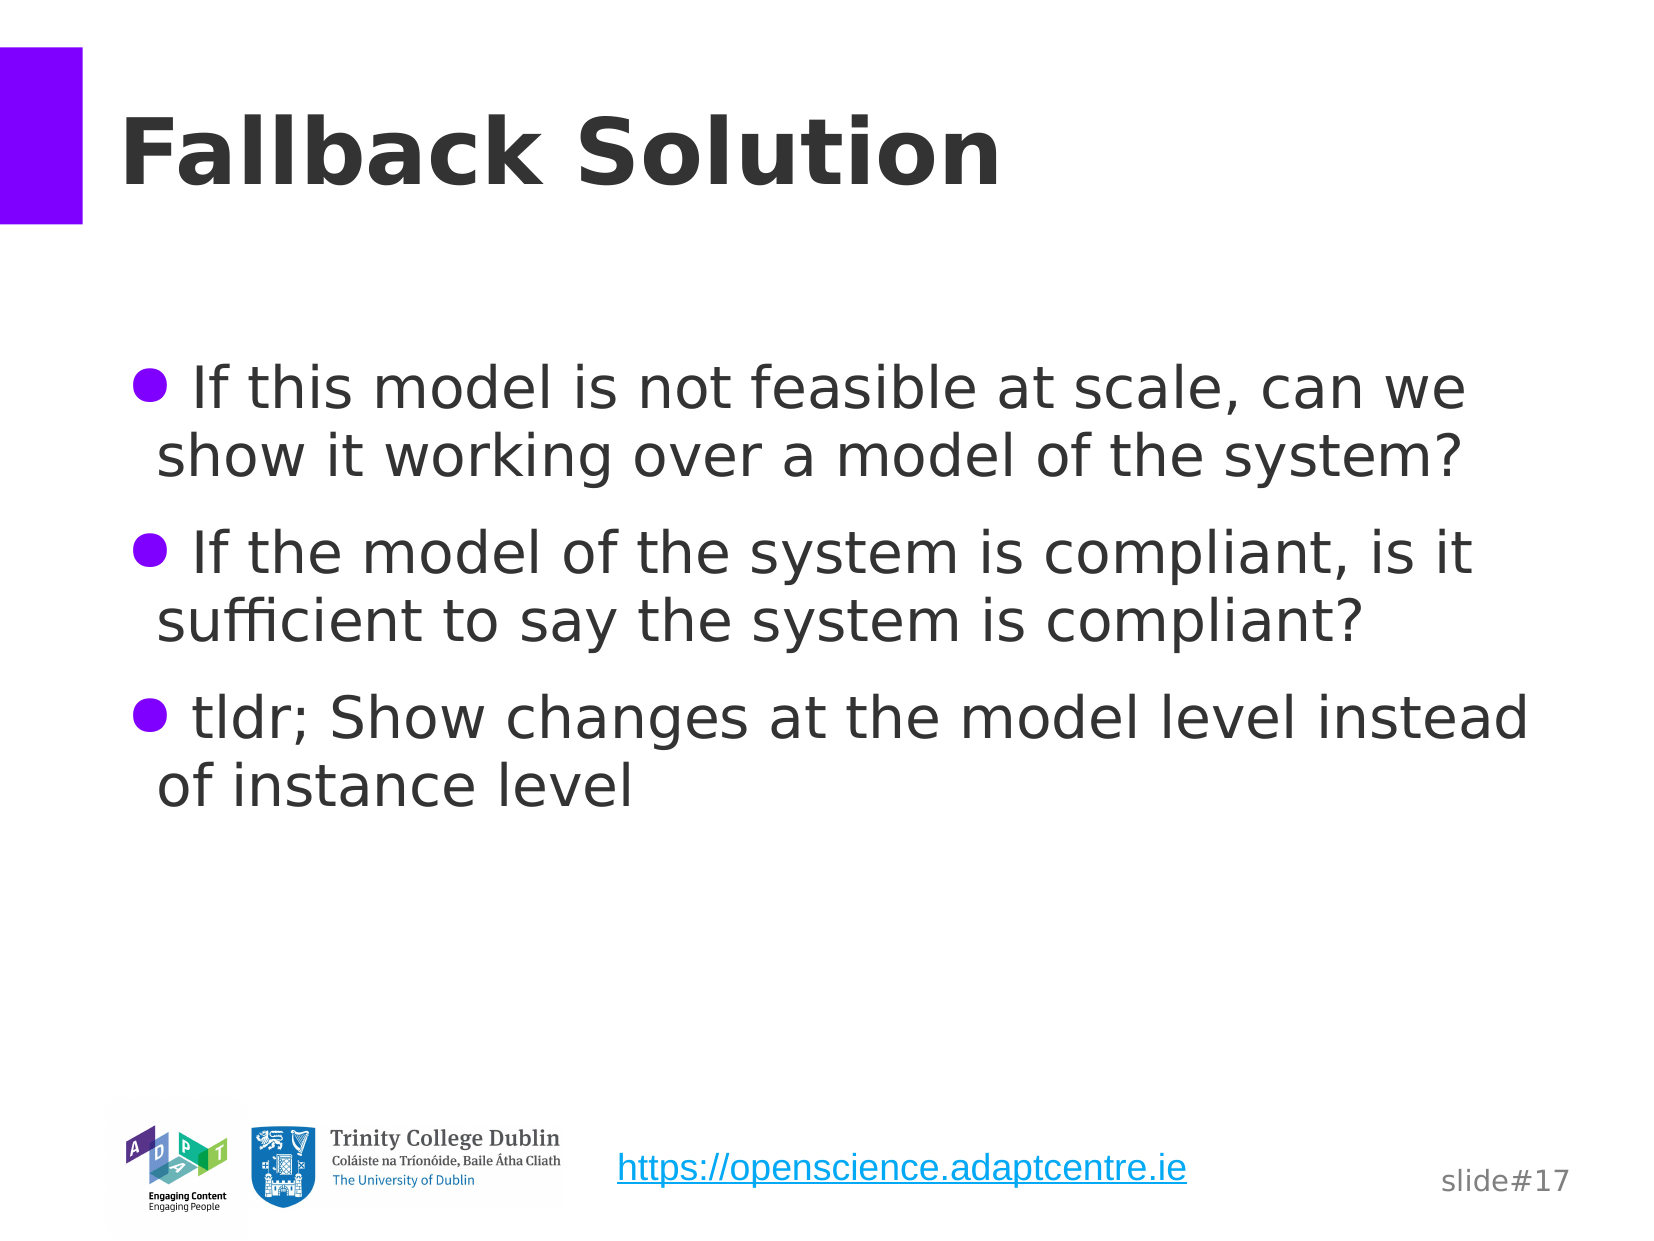 Fallback Solution
● If this model is not feasible at scale, can we
show it working over a model of the system?
● If the model of the system is compliant, is it
sufficient to say the system is compliant?
● tldr; Show changes at the model level instead
of instance level
ADAPT
Engaging Content
Engaging People
Trinity College Dublin
Coláiste na Tríonóide, Baile Átha Cliath
The University of Dublin
https://openscience.adaptcentre.ie
slide#17